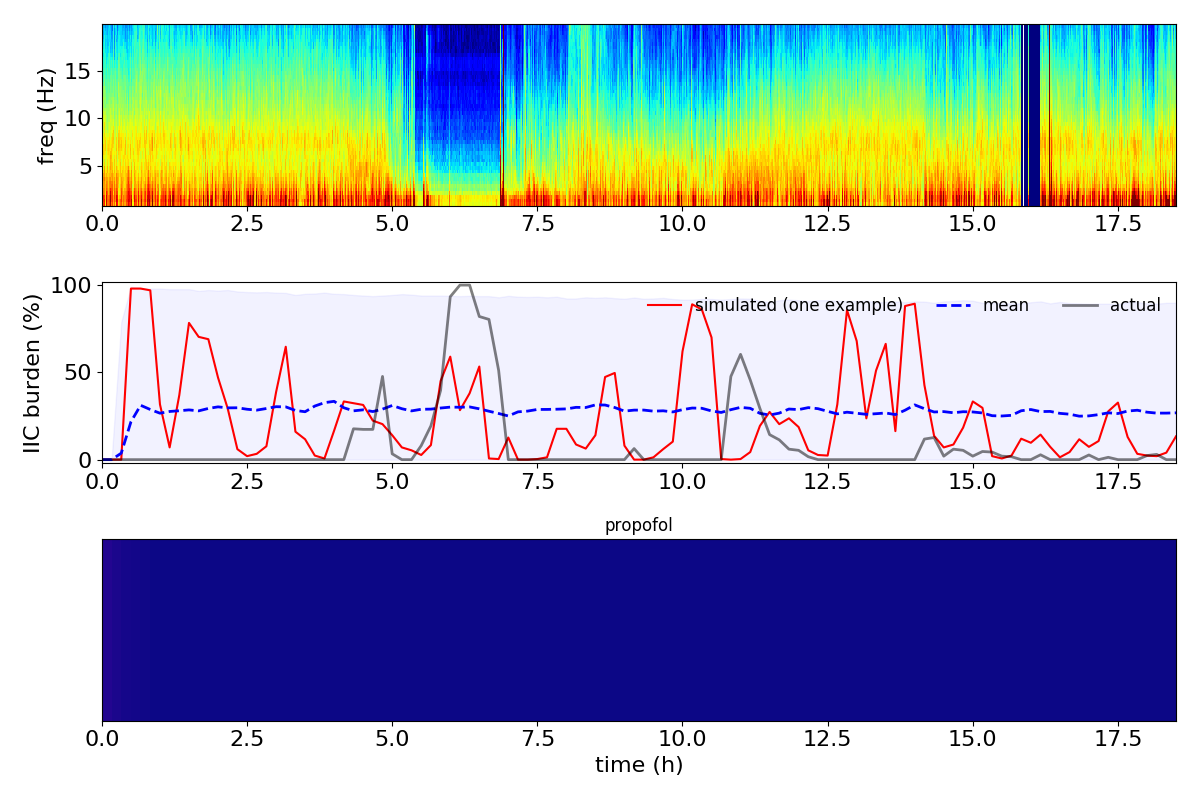 freq (Hz)
15
10
5
0.0 2.5 5.0 7.5 10.0 12.5 15.0 17.5
IIC burden (%)
100
50
0
simulated (one example) mean actual
0.0 2.5 5.0 7.5 10.0 12.5 15.0 17.5
propofol
0.0 2.5 5.0 7.5 10.0 12.5 15.0 17.5
time (h)